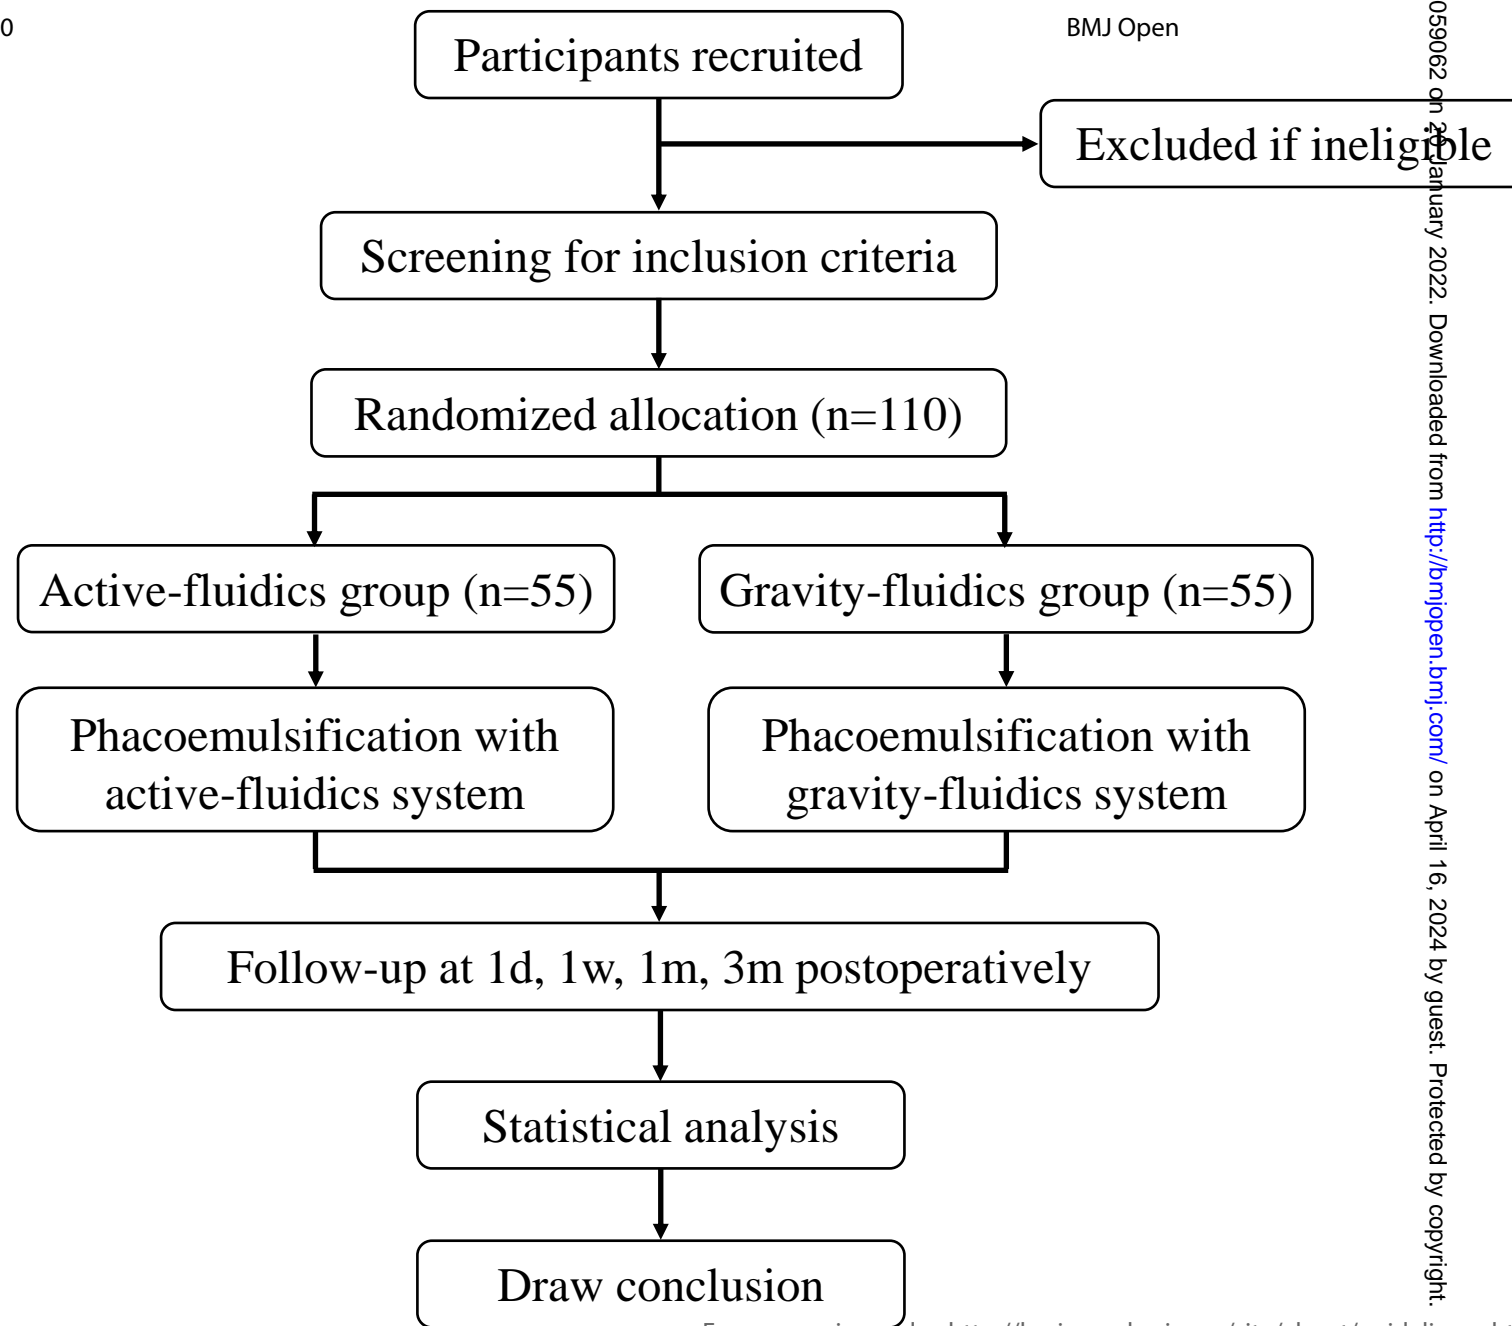 0
BMJ Open
Participants recruited
Excluded if ineligible
Screening for inclusion criteria
Randomized allocation (n=110)
Active-fluidics group (n=55)
Gravity-fluidics group (n=55)
Phacoemulsification with
active-fluidics system
Phacoemulsification with
gravity-fluidics system
Follow-up at 1d, 1w, 1m, 3m postoperatively
Statistical analysis
Draw conclusion
059062 on 20 January 2022. Downloaded from http://bmjopen.bmj.com/ on April 16, 2024 by guest. Protected by copyright.